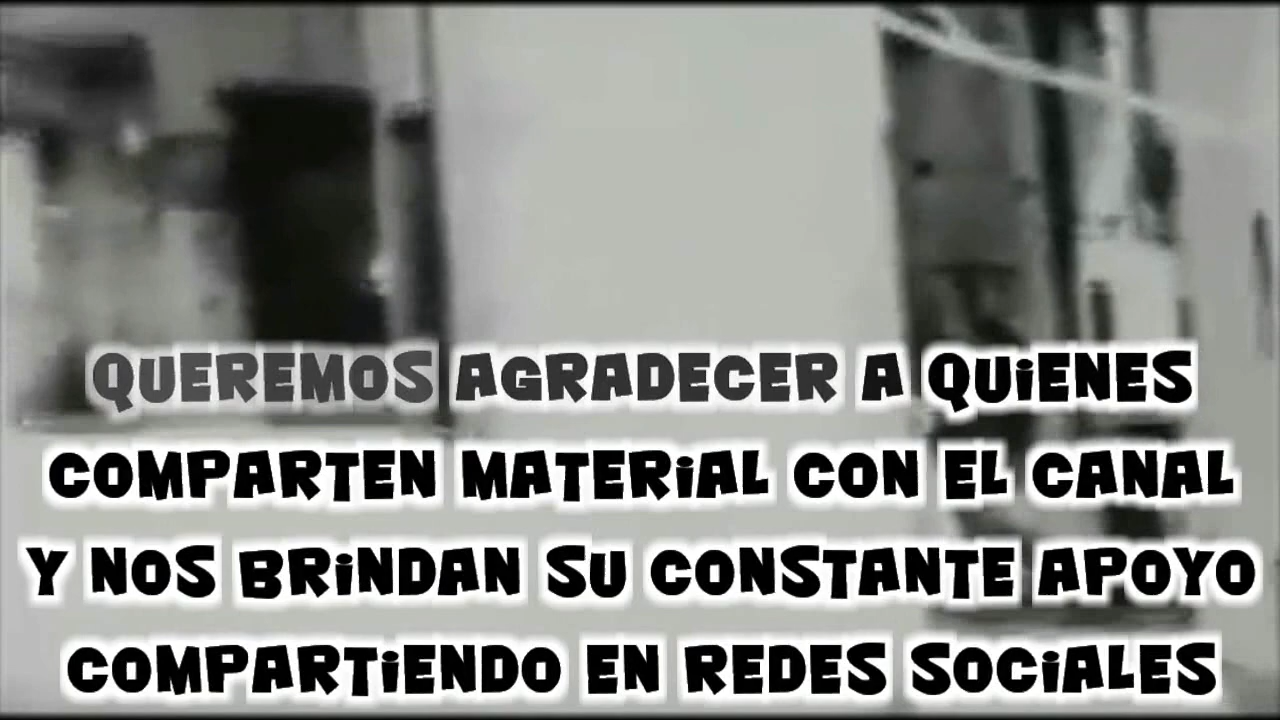 QUEREMOS AGRADECER A QUiENES
COMPARTEN MATERiAL CON EL CANAL
Y NOS BRiNDAN SU CONSTANTE APOYO
COMPARTiENDO EN REDES SOCiALES